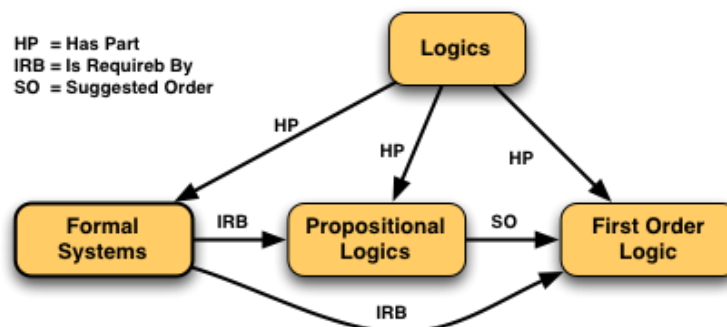 HP = Has Part
IRB = Is Requireb By
SO = Suggested Order
Logics
HP
HP
HP
Formal
Systems
IRB
Propositional
Logics
SO
First Order
Logic
IRB